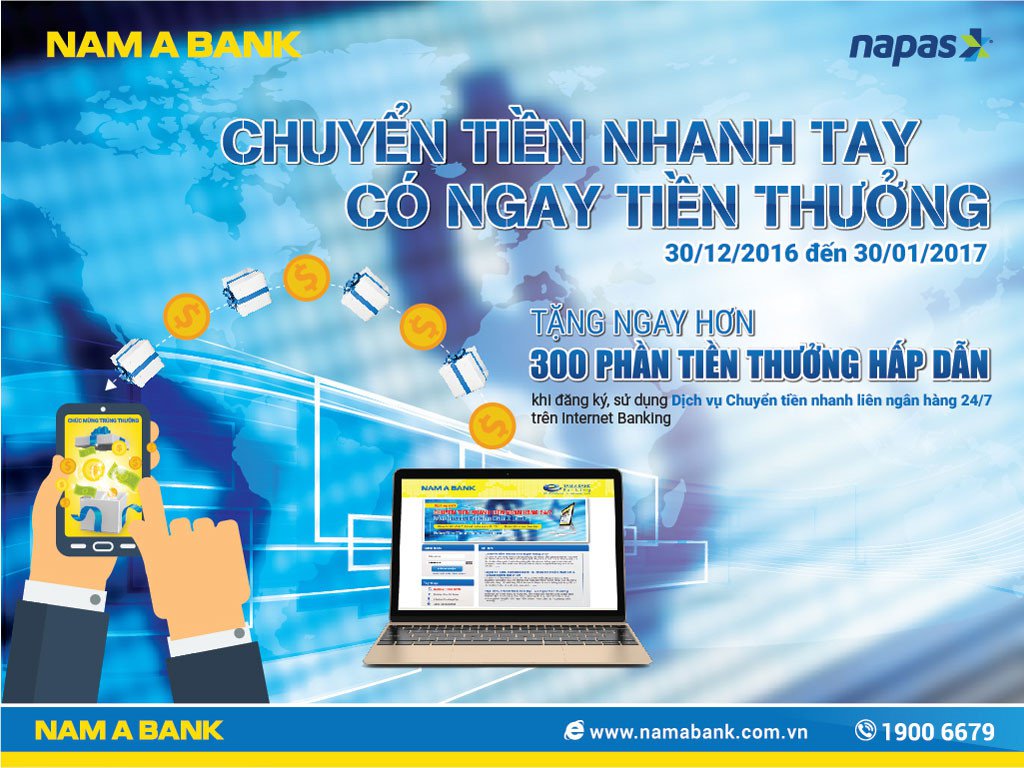 NAM A BANK
napas
CHUYỂN TIỀN NHANH TAY
CÓ NGAY TIỀN THƯỞNG
30/12/2016 đến 30/01/2017
TẶNG NGAY HƠN
300 PHẦN TIỀN THƯỞNG HẤP DẪN
khi đăng ký, sử dụng Dịch vụ Chuyển tiền nhanh liên ngân hàng 24/7
trên Internet Banking
CHÚC MỪNG TRÚNG THƯỞNG
NAM A BANK
NAM A BANK
www.namabank.com.vn
1900 6679